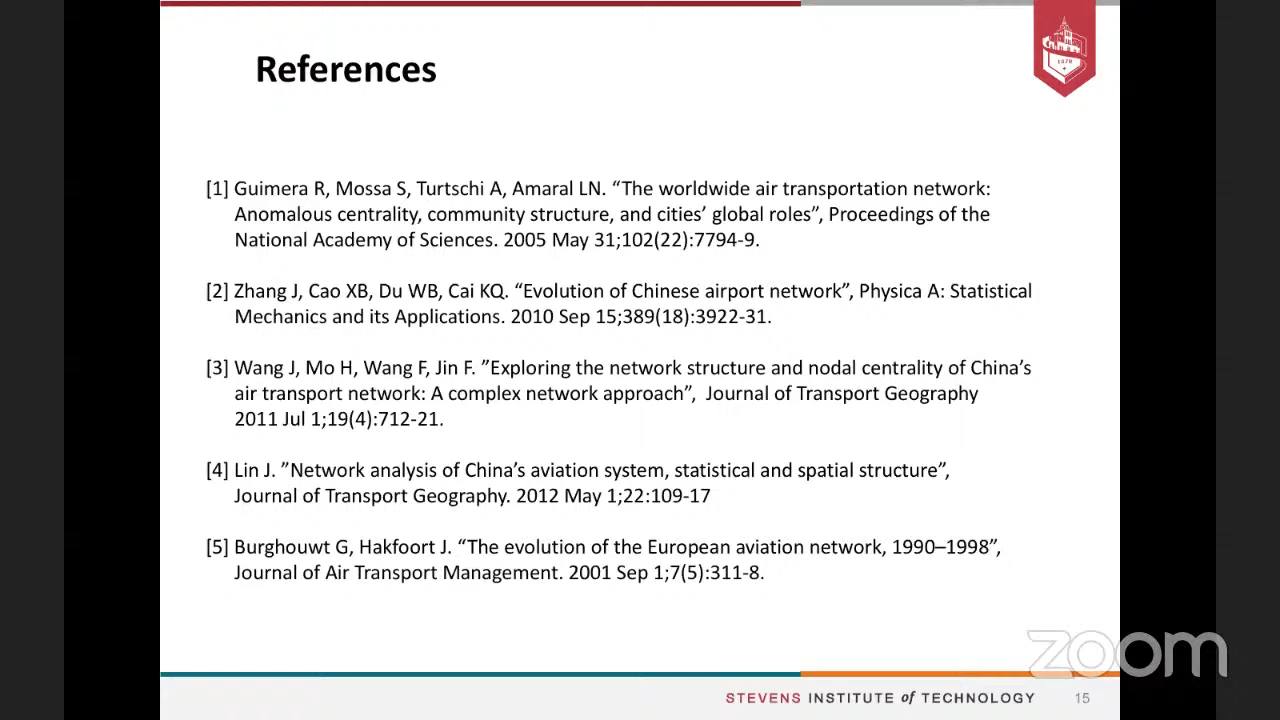 References
1870
[1] Guimera R, Mossa S, Turtschi A, Amaral LN. “The worldwide air transportation network:
Anomalous centrality, community structure, and cities’ global roles”, Proceedings of the
National Academy of Sciences. 2005 May 31;102(22):7794-9.
[2] Zhang J, Cao XB, Du WB, Cai KQ. “Evolution of Chinese airport network”, Physica A: Statistical
Mechanics and its Applications. 2010 Sep 15;389(18):3922-31.
[3] Wang J, Mo H, Wang F, Jin F. ”Exploring the network structure and nodal centrality of China’s
air transport network: A complex network approach”,  Journal of Transport Geography
2011 Jul 1;19(4):712-21.
[4] Lin J. ”Network analysis of China’s aviation system, statistical and spatial structure”,
Journal of Transport Geography. 2012 May 1;22:109-17
[5] Burghouwt G, Hakfoort J. “The evolution of the European aviation network, 1990–1998”,
Journal of Air Transport Management. 2001 Sep 1;7(5):311-8.
zoom
STEVENS INSTITUTE of TECHNOLOGY 15